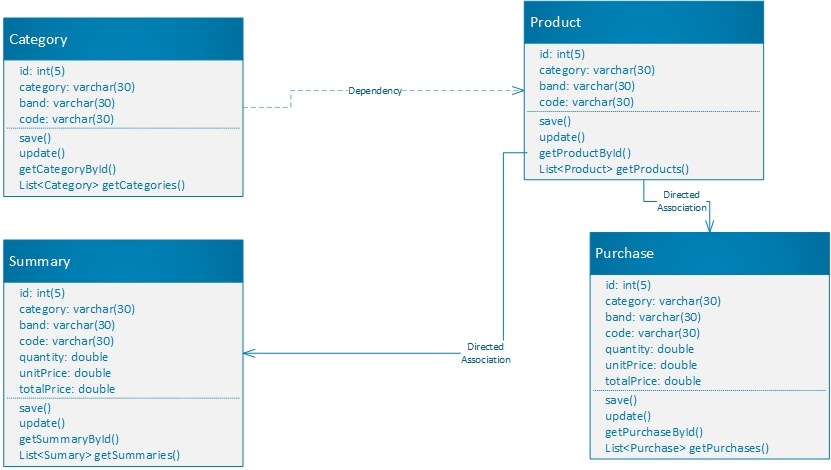 Category
id: int(5)
category: varchar(30)
band: varchar(30)
code: varchar(30)
save()
update()
getCategoryById()
List<Category> getCategories()
Dependency
Product
id: int(5)
category: varchar(30)
band: varchar(30)
code: varchar(30)
save()
update()
getProductById()
List<Product> getProducts()
Directed
Association
Summary
id: int(5)
category: varchar(30)
band: varchar(30)
code: varchar(30)
quantity: double
unitPrice: double
totalPrice: double
save()
update()
getSummaryById()
List<Sumary> getSummaries()
Directed
Association
Purchase
id: int(5)
category: varchar(30)
band: varchar(30)
code: varchar(30)
quantity: double
unitPrice: double
totalPrice: double
save()
update()
getPurchaseById()
List<Purchase> getPurchases()